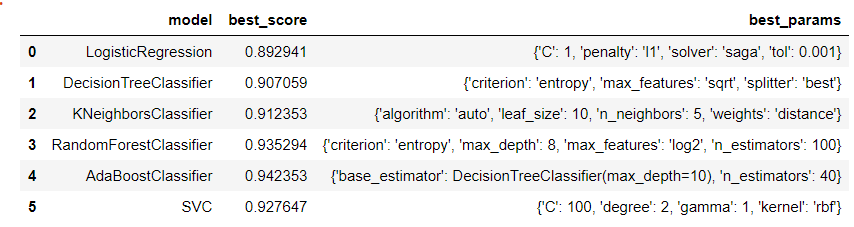 model best_score best_params
0 LogisticRegression 0.892941 {'C': 1, 'penalty': 'l1', 'solver': 'saga', 'tol': 0.001}
1 DecisionTreeClassifier 0.907059 {'criterion': 'entropy', 'max_features': 'sqrt', 'splitter': 'best'}
2 KNeighborsClassifier 0.912353 {'algorithm': 'auto', 'leaf_size': 10, 'n_neighbors': 5, 'weights': 'distance'}
3 RandomForestClassifier 0.935294 {'criterion': 'entropy', 'max_depth': 8, 'max_features': 'log2', 'n_estimators': 100}
4 AdaBoostClassifier 0.942353 {'base_estimator': DecisionTreeClassifier(max_depth=10), 'n_estimators': 40}
5 SVC 0.927647 {'C': 100, 'degree': 2, 'gamma': 1, 'kernel': 'rbf'}